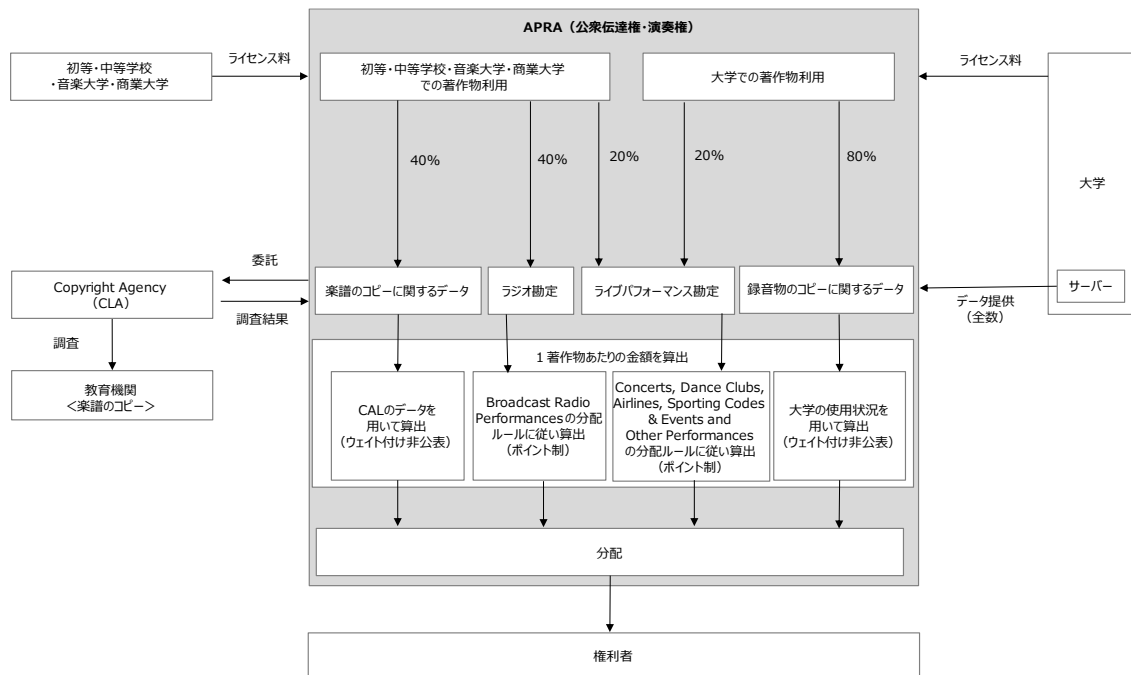 APRA（公衆伝達権・演奏権）
初等・中等学校
・音楽大学・商業大学
ライセンス料
初等・中等学校・音楽大学・商業大学
での著作物利用
大学での著作物利用
ライセンス料
大学
40%
40%
20%
20%
80%
委託
Copyright Agency
（CLA）
調査結果
楽譜のコピーに関するデータ
ラジオ勘定
ライブパフォーマンス勘定
録音物のコピーに関するデータ
サーバー
データ提供
（全数）
調査
教育機関
＜楽譜のコピー＞
１著作物あたりの金額を算出
CALのデータを
用いて算出
（ウェイト付け非公表）
Broadcast Radio
Performancesの分配
ルールに従い算出
（ポイント制）
Concerts, Dance Clubs,
Airlines, Sporting Codes
& Events and
Other Performances
の分配ルールに従い算出
（ポイント制）
大学の使用状況を
用いて算出
（ウェイト付け非公表）
分配
権利者